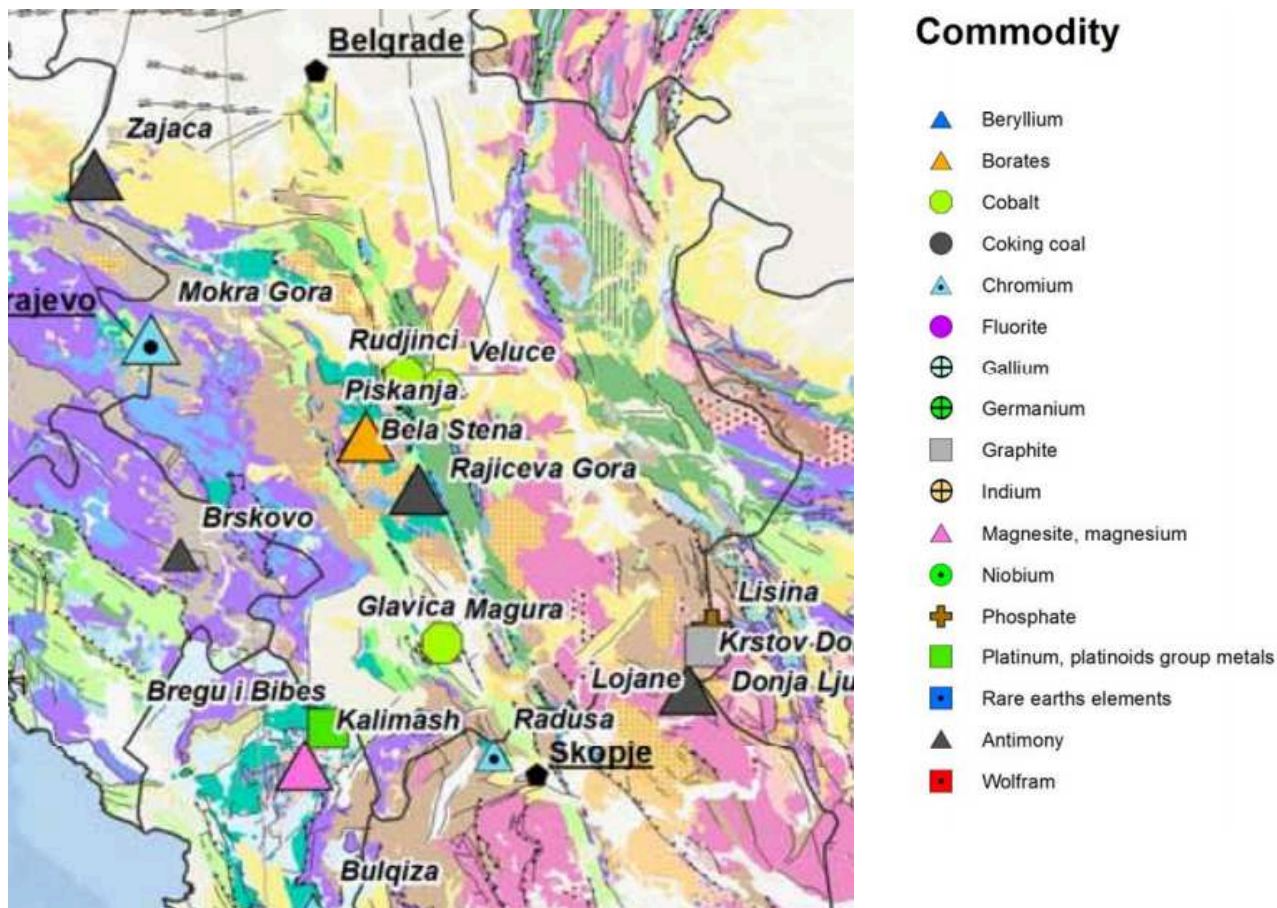 Belgrade
Zajaca
rajevo
Mokra Gora
Rudjinci
Veluce
Piskanja
Bela Stena
Rajiceva Gora
Brskovo
Glavica
Magura
Lisina
Krstov Do
Lojane
Donja Lju
Bregu i Bibes
Kalimash
Radusa
Skopje
Bulqiza
Commodity
Beryllium
Borates
Cobalt
Coking coal
Chromium
Fluorite
Gallium
Germanium
Graphite
Indium
Magnesite, magnesium
Niobium
Phosphate
Platinum, platinoids group metals
Rare earths elements
Antimony
Wolfram